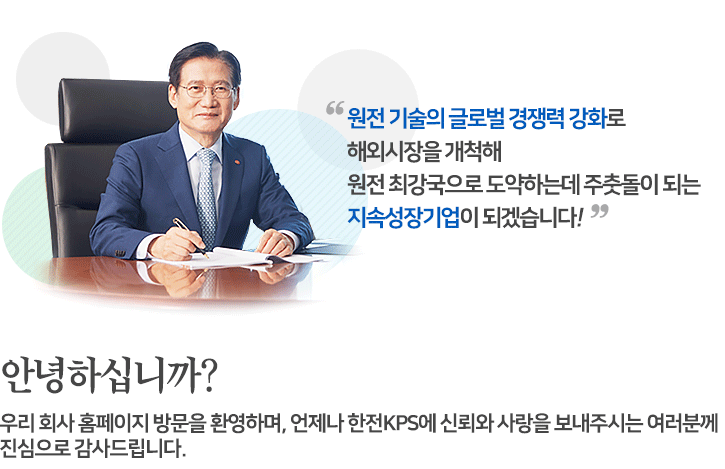 “ 원전 기술의 글로벌 경쟁력 강화로
해외시장을 개척해
원전 최강국으로 도약하는데 주춧돌이 되는
지속성장기업이 되겠습니다! ”
안녕하십니까?
우리 회사 홈페이지 방문을 환영하며, 언제나 한전KPS에 신뢰와 사랑을 보내주시는 여러분께
진심으로 감사드립니다.